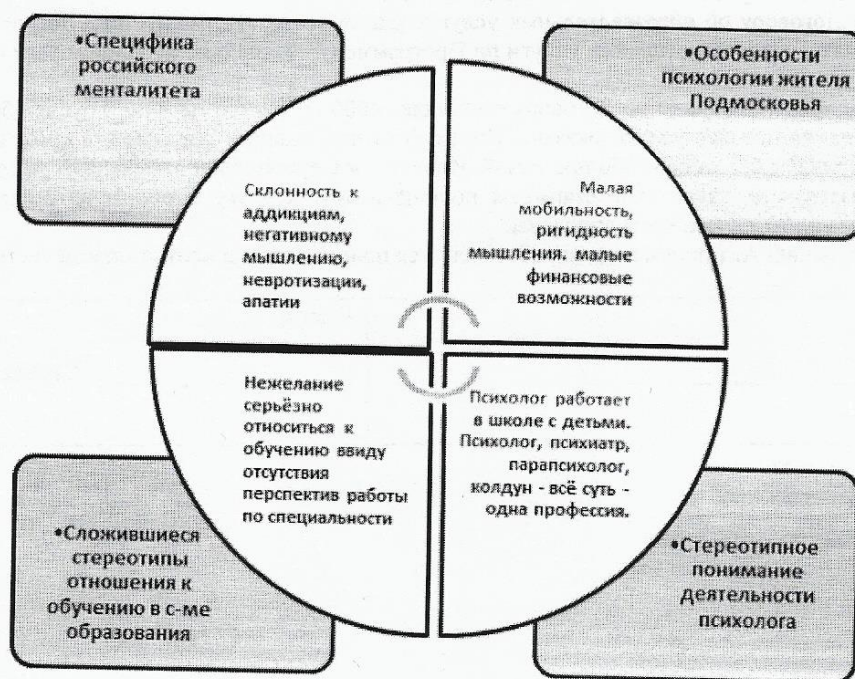 •Специфика
российского
менталитета
•Особенности
психологии жителя
Подмосковья
Склонность к
аддикциям,
негативному
мышлению,
невротизации,
апатии
Малая
мобильность,
ригидность
мышления. малые
финансовые
возможности
Нежелание
серьёзно
относиться к
обучению ввиду
отсутствия
перспектив работы
по специальности
Психолог работает
в школе с детьми.
Психолог, психиатр,
парапсихолог,
колдун - всё суть -
одна профессия.
•Сложившиеся
стереотипы
отношения к
обучению в с-ме
образования
•Стереотипное
понимание
деятельности
психолога